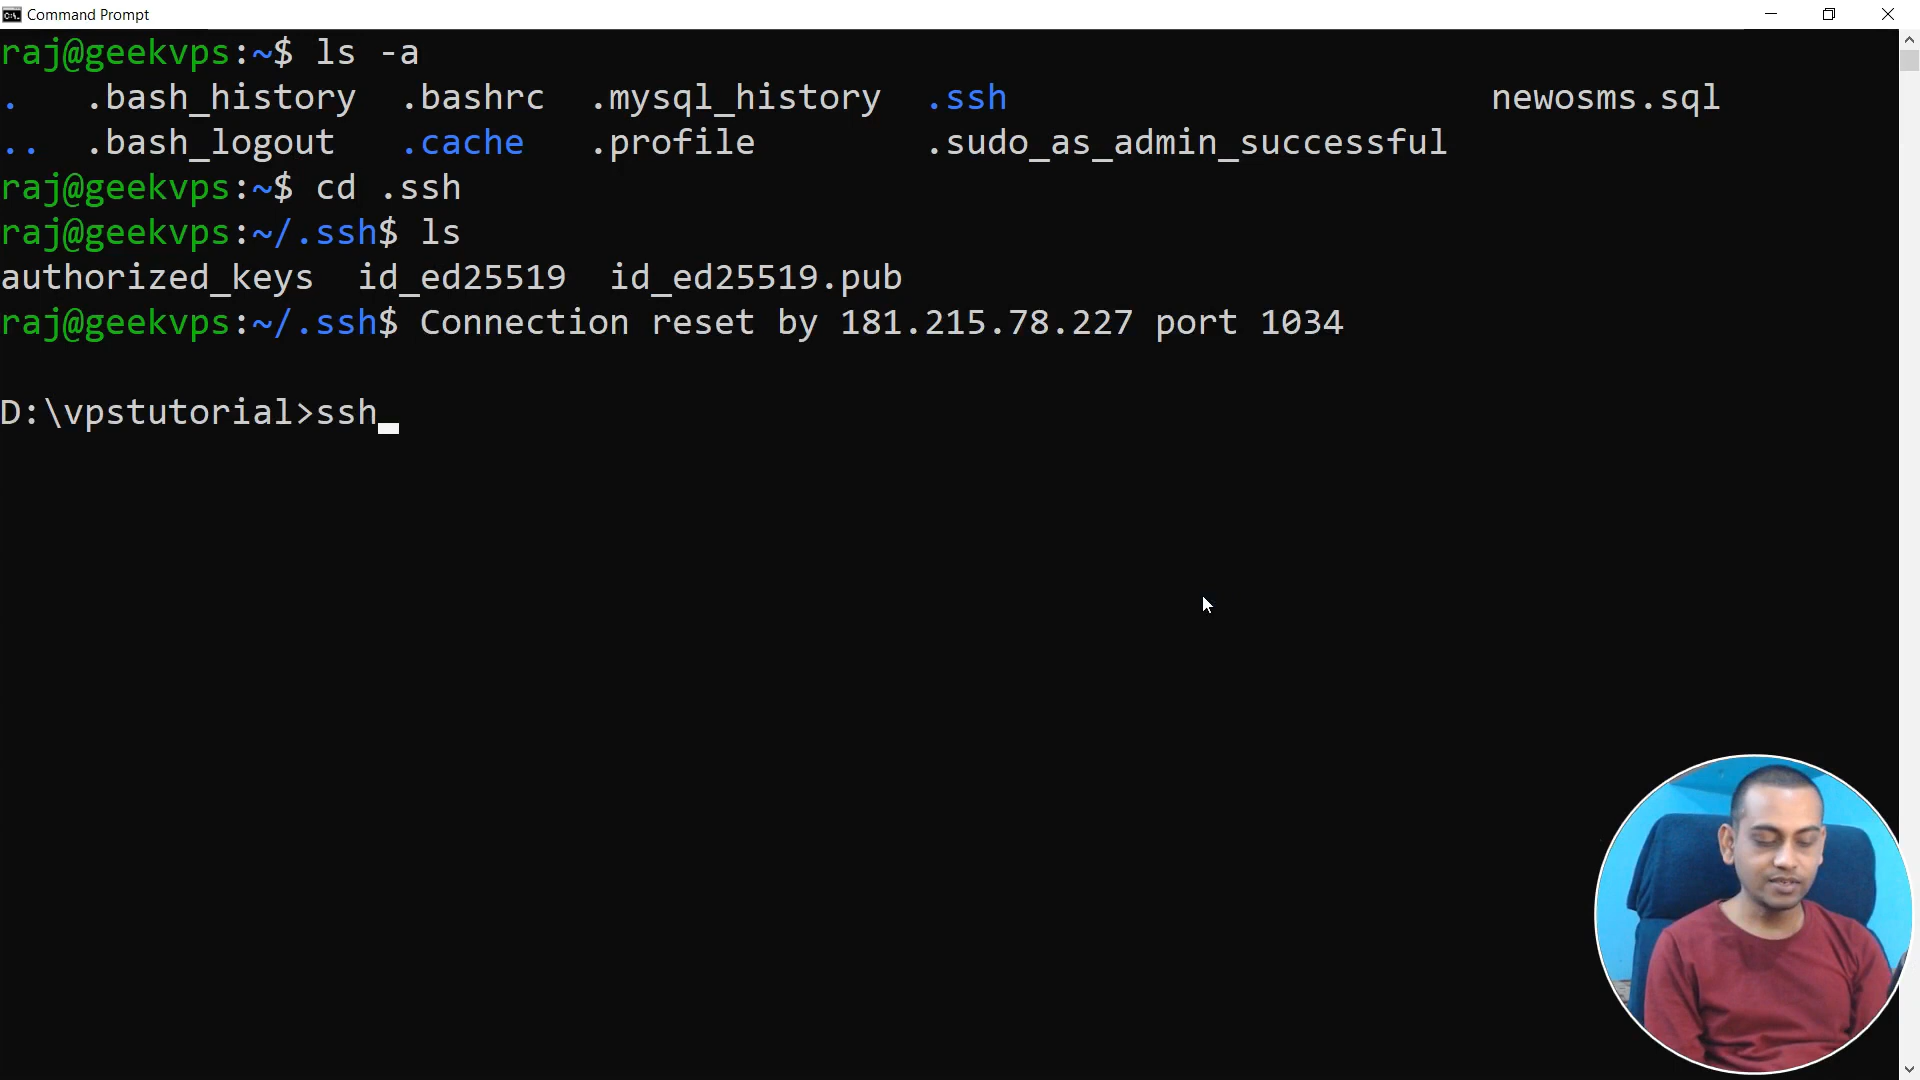 Command Prompt
raj@geekvps:~$ ls -a
. .bash_history .bashrc .mysql_history .ssh newosms.sql
.. .bash_logout .cache .profile .sudo_as_admin_successful
raj@geekvps:~$ cd .ssh
raj@geekvps:~/.ssh$ ls
authorized_keys id_ed25519 id_ed25519.pub
raj@geekvps:~/.ssh$ Connection reset by 181.215.78.227 port 1034
D:\vpstutorial>ssh_